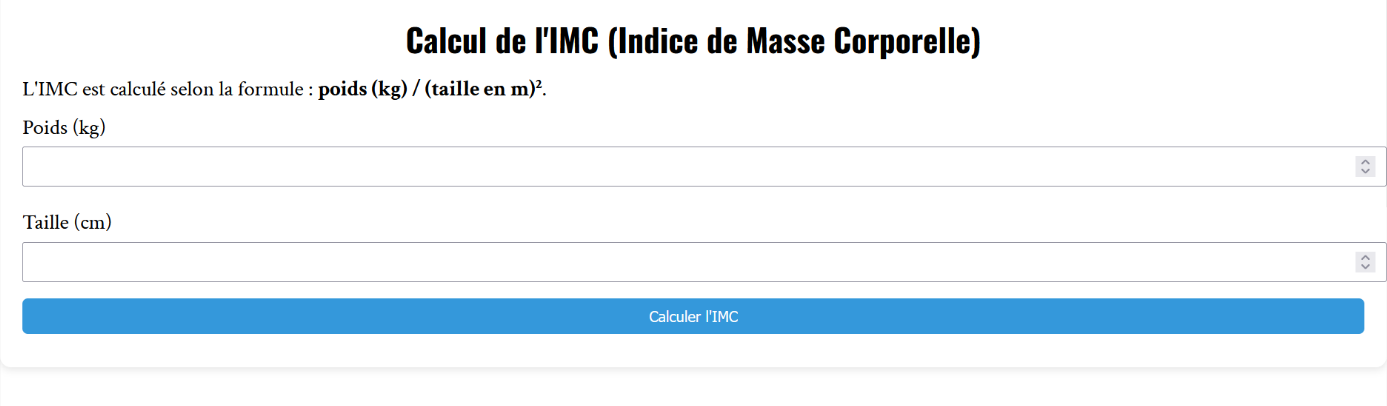 Calcul de l'IMC (Indice de Masse Corporelle)
L'IMC est calculé selon la formule : poids (kg) / (taille en m)².
Poids (kg)
Taille (cm)
Calculer l'IMC